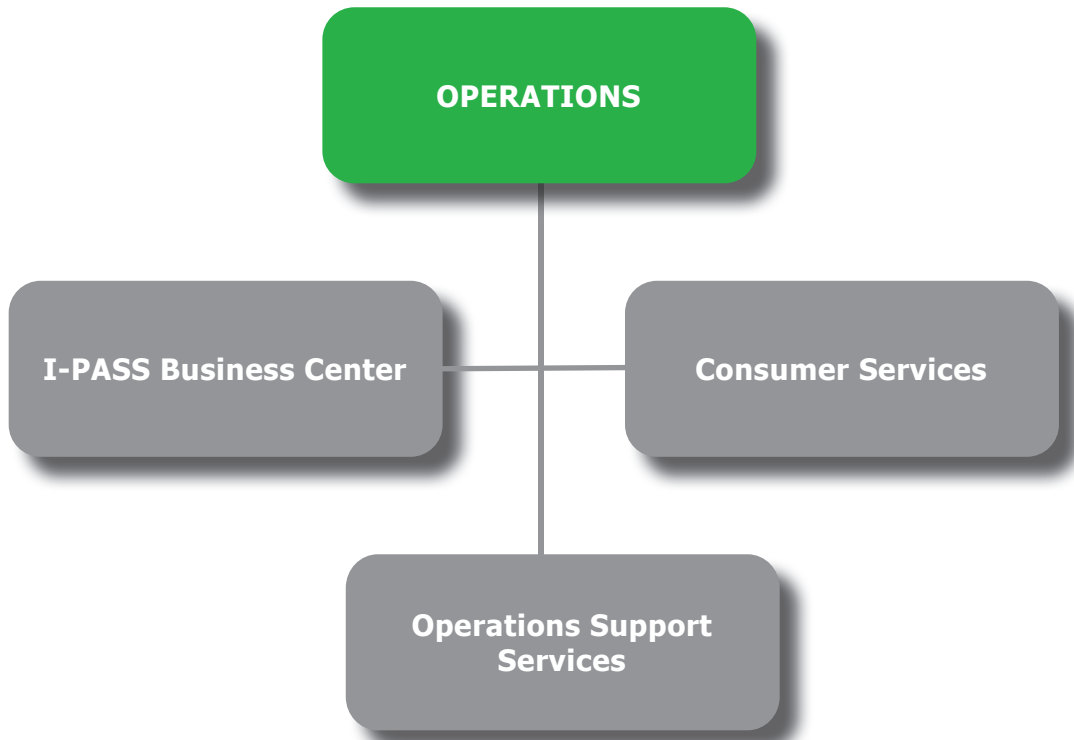 OPERATIONS
I-PASS Business Center
Consumer Services
Operations Support
Services